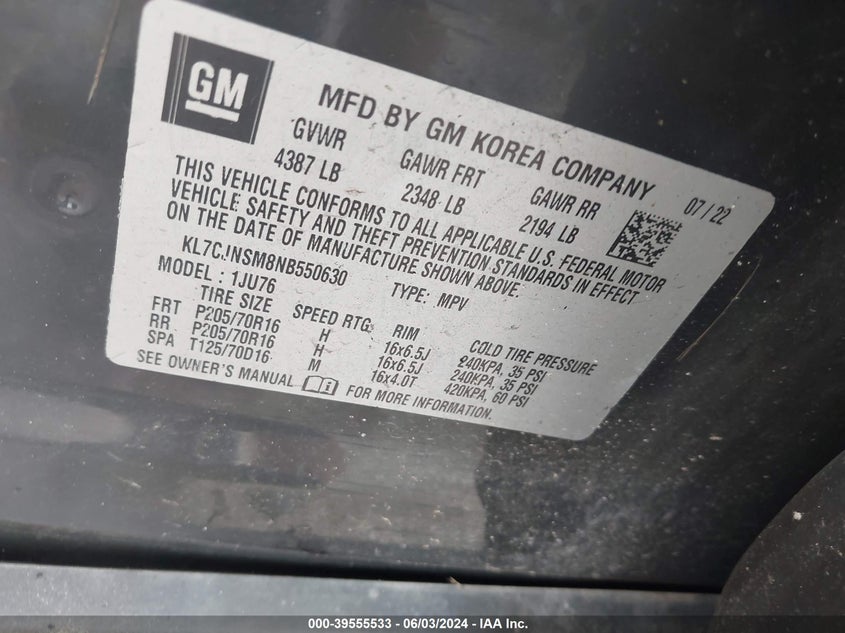 GM
MFD BY GM KOREA COMPANY
GVWR GAWR FRT GAWR RR 07 / 22
4387 LB 2348 LB 2194 LB
THIS VEHICLE CONFORMS TO ALL APPLICABLE U.S. FEDERAL MOTOR
VEHICLE SAFETY AND THEFT PREVENTION STANDARDS IN EFFECT
ON THE DATE OF MANUFACTURE SHOWN ABOVE.
KL7CJNSM8NB550630 TYPE: MPV
MODEL : 1JU76
TIRE SIZE SPEED RTG RIM COLD TIRE PRESSURE
FRT P205/70R16 H 16x6.5J 240KPA, 35 PSI
RR P205/70R16 H 16x6.5J 240KPA, 35 PSI
SPA T125/70D16 M 16x4.0T 420KPA, 60 PSI
SEE OWNER'S MANUAL FOR MORE INFORMATION.
000-39555533 - 06/03/2024 - IAA Inc.